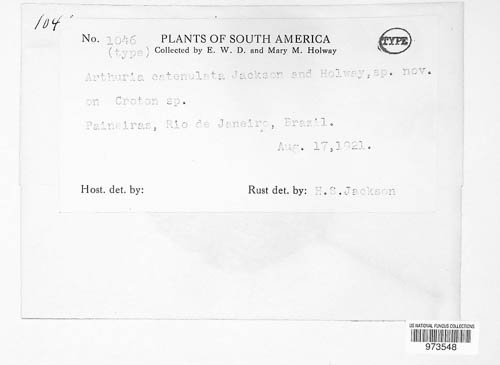 104
No. 1046 PLANTS OF SOUTH AMERICA TYPE
(type) Collected by E. W. D. and Mary M. Holway
Arthuria catenulata Jackson and Holway, sp. nov.
on Croton sp.
Paineiras, Rio de Janeiro, Brazil.
Aug. 17, 1921.
Host. det. by: Rust det. by: H.S.Jackson
US NATIONAL FUNGUS COLLECTIONS
973548